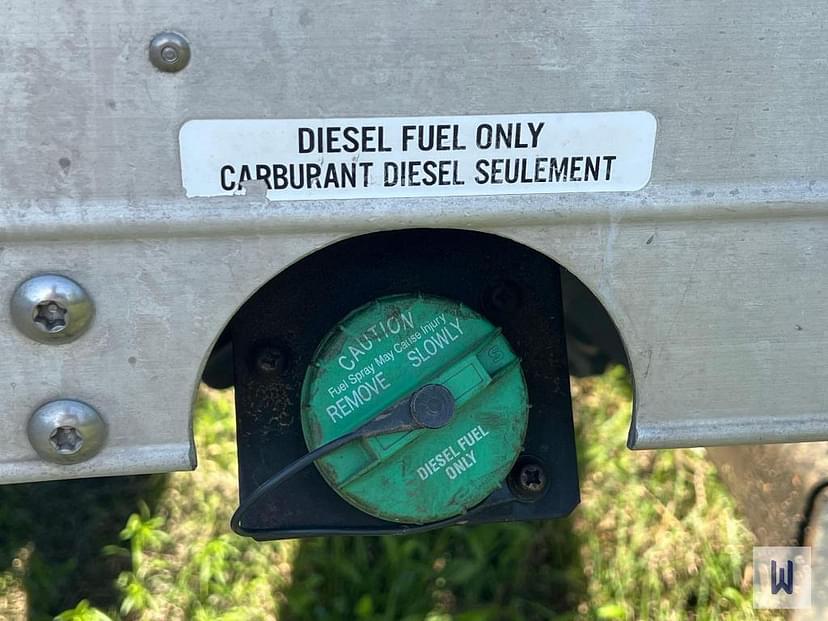 DIESEL FUEL ONLY
CARBURANT DIESEL SEULEMENT
CAUTION
Fuel Spray May Cause Injury
REMOVE SLOWLY
DIESEL FUEL
ONLY
W